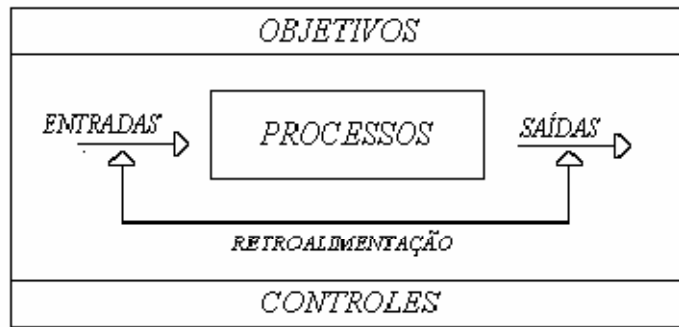 OBJETIVOS
ENTRADAS
PROCESSOS
SAÍDAS
RETROALIMENTAÇÃO
CONTROLES